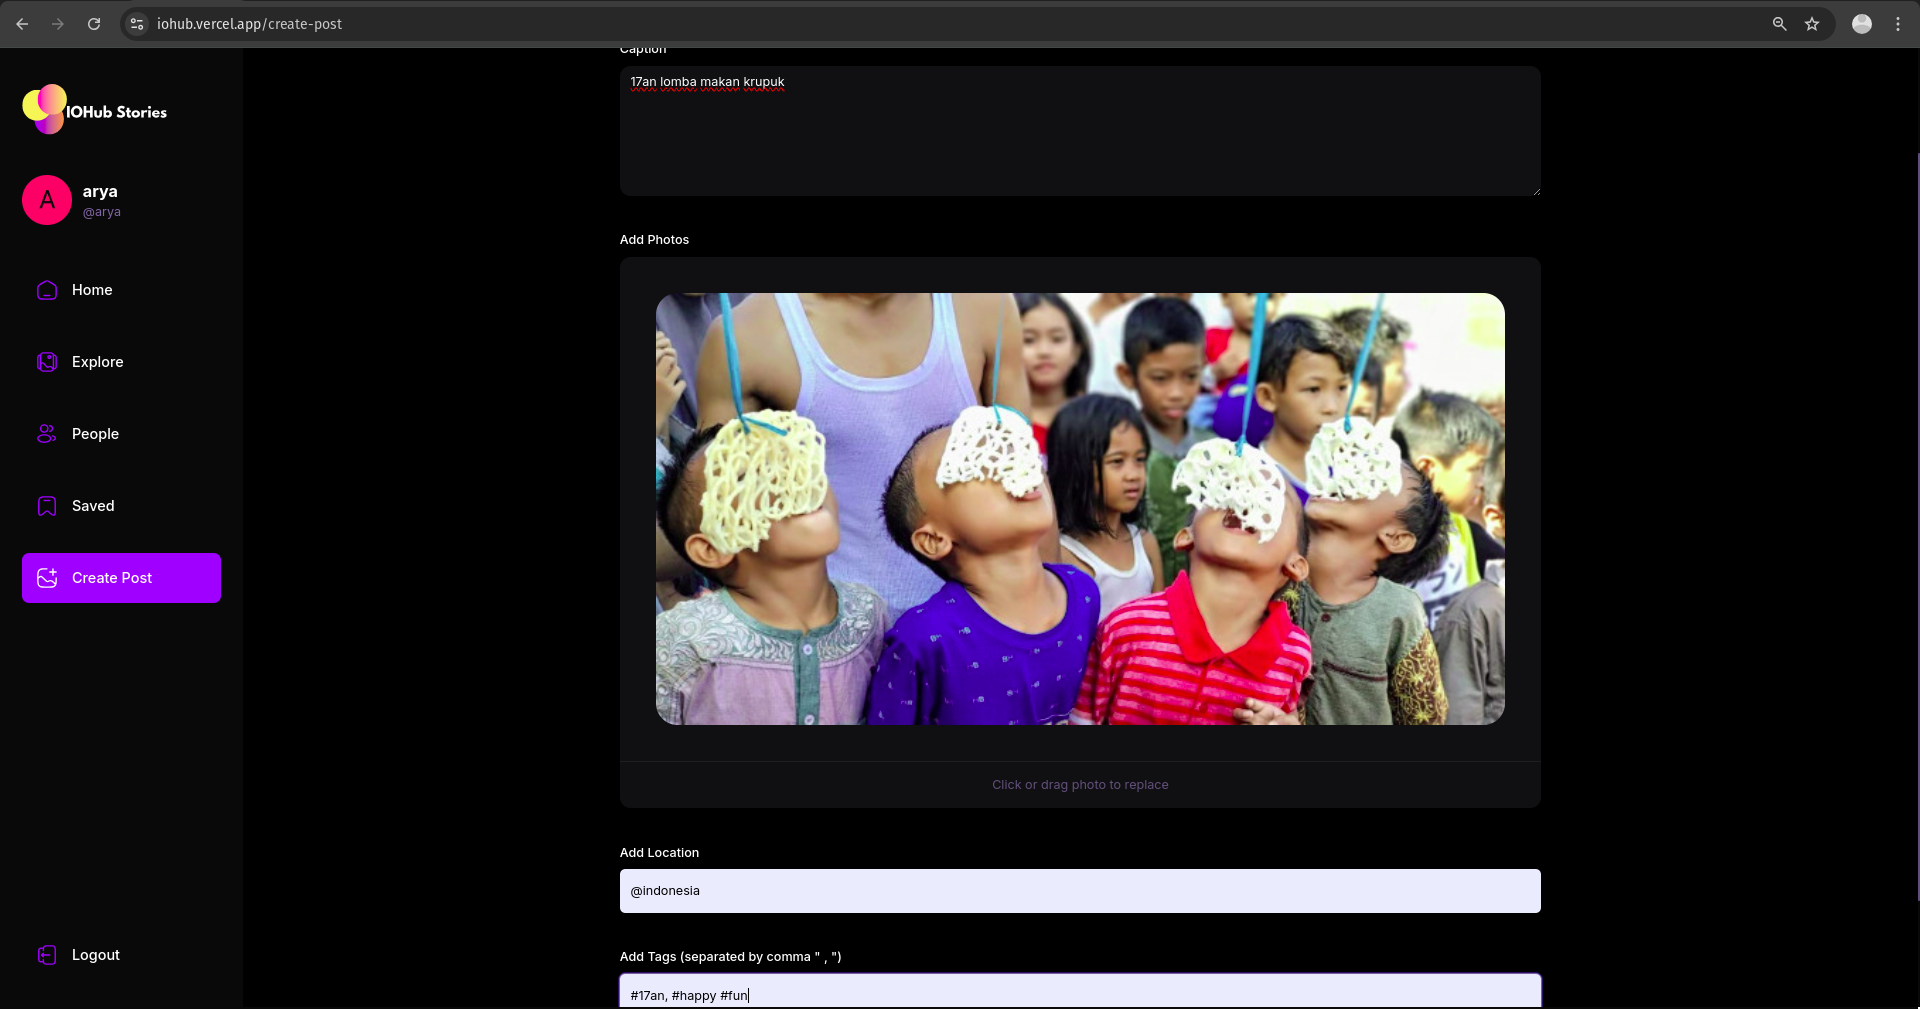 iohub.vercel.app/create-post
IOHub Stories
A
arya
@arya
Home
Explore
People
Saved
Create Post
Logout
Caption
17an lomba makan krupuk
Add Photos
Click or drag photo to replace
Add Location
@indonesia
Add Tags (separated by comma " , ")
#17an, #happy #fun